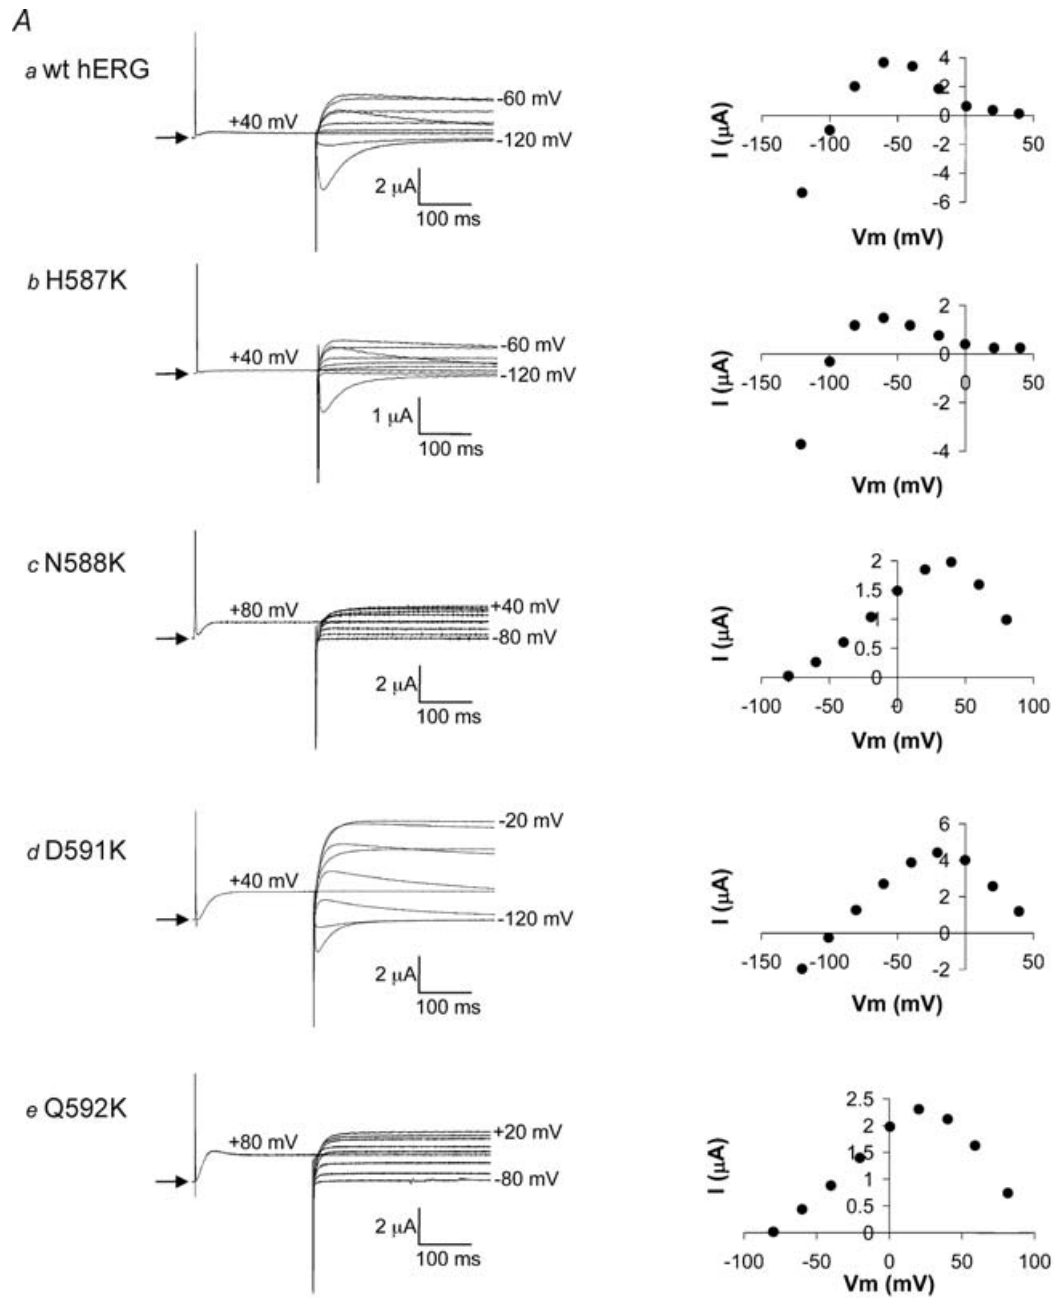 A
a wt hERG
+40 mV
-60 mV
-120 mV
2 μA
100 ms
I (μA)
4
2
0
-2
-4
-6
-150 -100 -50 0 50
Vm (mV)
b H587K
+40 mV
-60 mV
-120 mV
1 μA
100 ms
I (μA)
2
0
-2
-4
-150 -100 -50 0 50
Vm (mV)
c N588K
+80 mV
+40 mV
-80 mV
2 μA
100 ms
I (μA)
2
1.5
1
0.5
0
-100 -50 0 50 100
Vm (mV)
d D591K
+40 mV
-20 mV
-120 mV
2 μA
100 ms
I (μA)
6
4
2
0
-2
-150 -100 -50 0 50
Vm (mV)
e Q592K
+80 mV
+20 mV
-80 mV
2 μA
100 ms
I (μA)
2.5
2
1.5
1
0.5
0
-100 -50 0 50 100
Vm (mV)